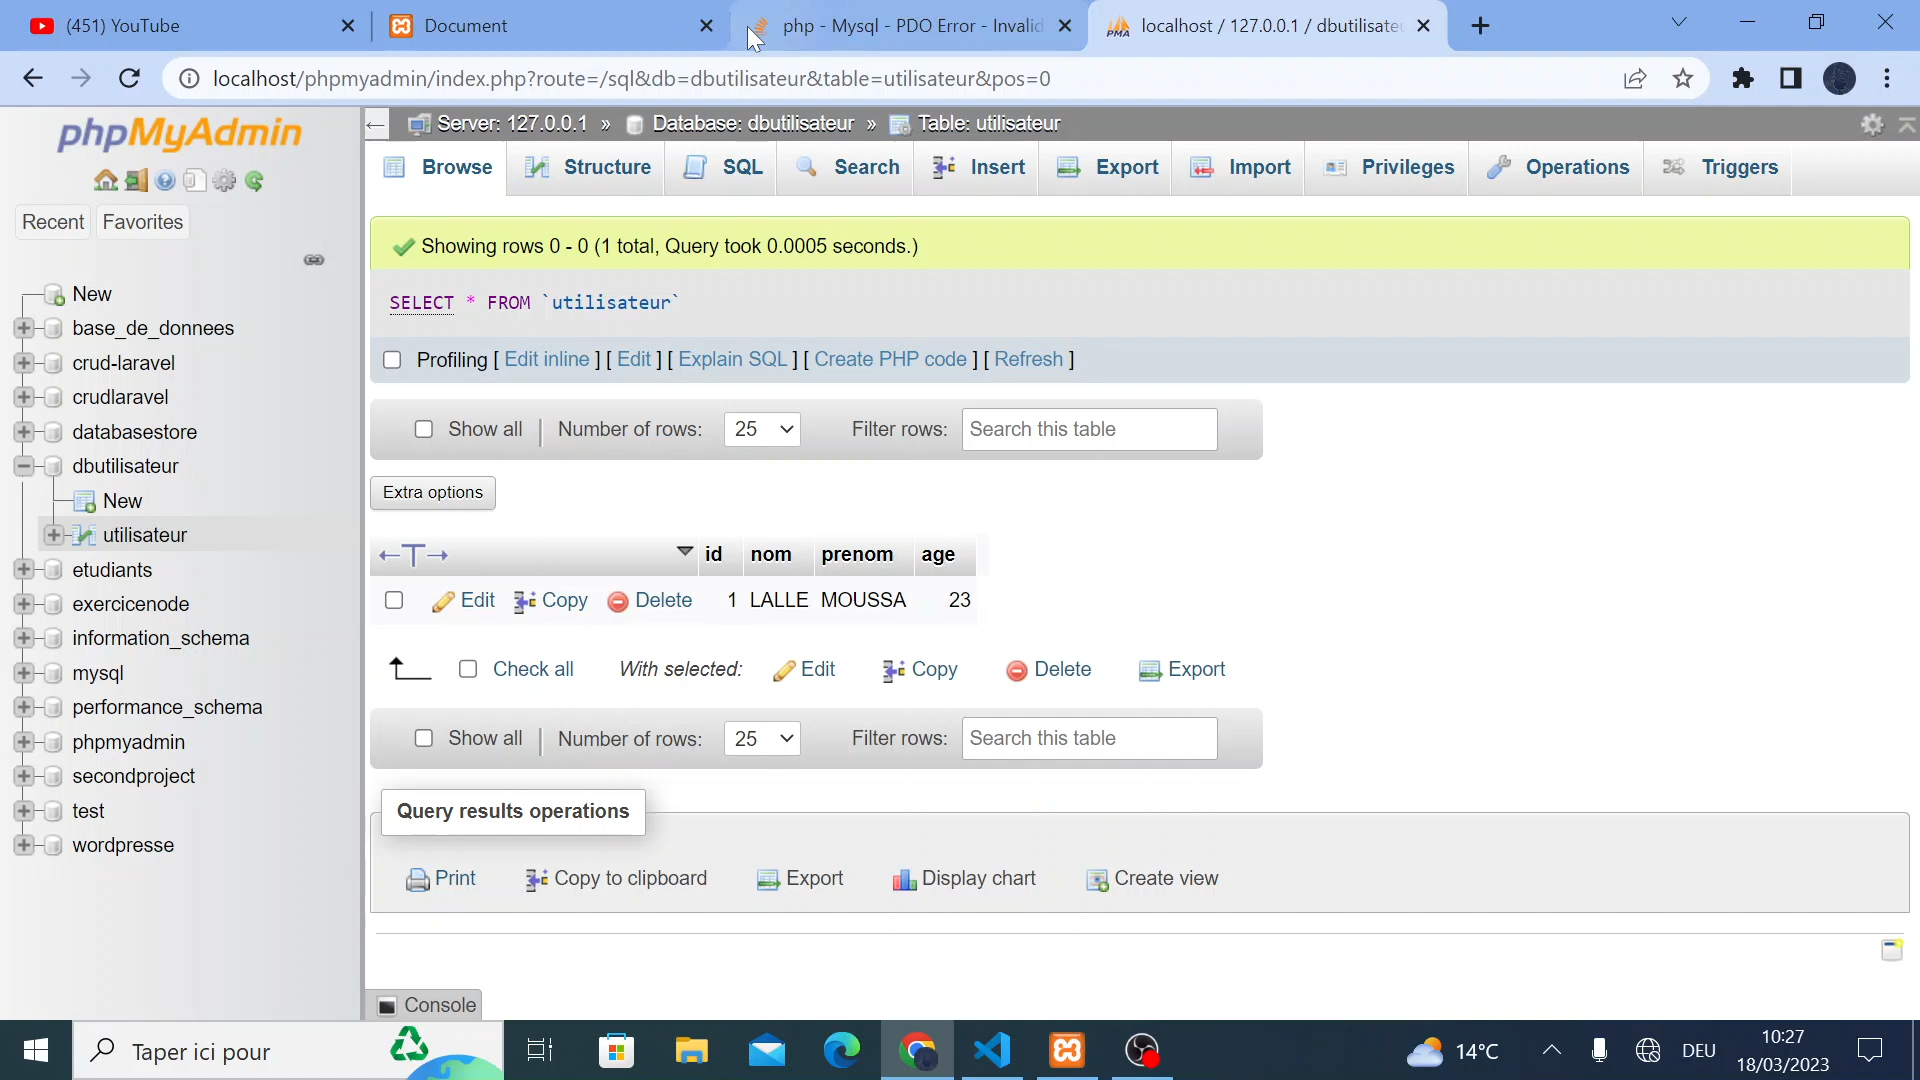 (451) YouTube
Document
php - Mysql - PDO Error - Invalid
localhost / 127.0.0.1 / dbutilisate
localhost/phpmyadmin/index.php?route=/sql&db=dbutilisateur&table=utilisateur&pos=0
phpMyAdmin
Recent Favorites
New
base_de_donnees
crud-laravel
crudlaravel
databasestore
dbutilisateur
New
utilisateur
etudiants
exercicenode
information_schema
mysql
performance_schema
phpmyadmin
secondproject
test
wordpresse
Server: 127.0.0.1 » Database: dbutilisateur » Table: utilisateur
Browse Structure SQL Search Insert Export Import Privileges Operations Triggers
Showing rows 0 - 0 (1 total, Query took 0.0005 seconds.)
SELECT * FROM `utilisateur`
Profiling [ Edit inline ] [ Edit ] [ Explain SQL ] [ Create PHP code ] [ Refresh ]
Show all | Number of rows: 25 Filter rows: Search this table
Extra options
id nom prenom age
Edit Copy Delete 1 LALLE MOUSSA 23
Check all With selected: Edit Copy Delete Export
Show all | Number of rows: 25 Filter rows: Search this table
Query results operations
Print Copy to clipboard Export Display chart Create view
Console
Taper ici pour
14°C
DEU
10:27
18/03/2023